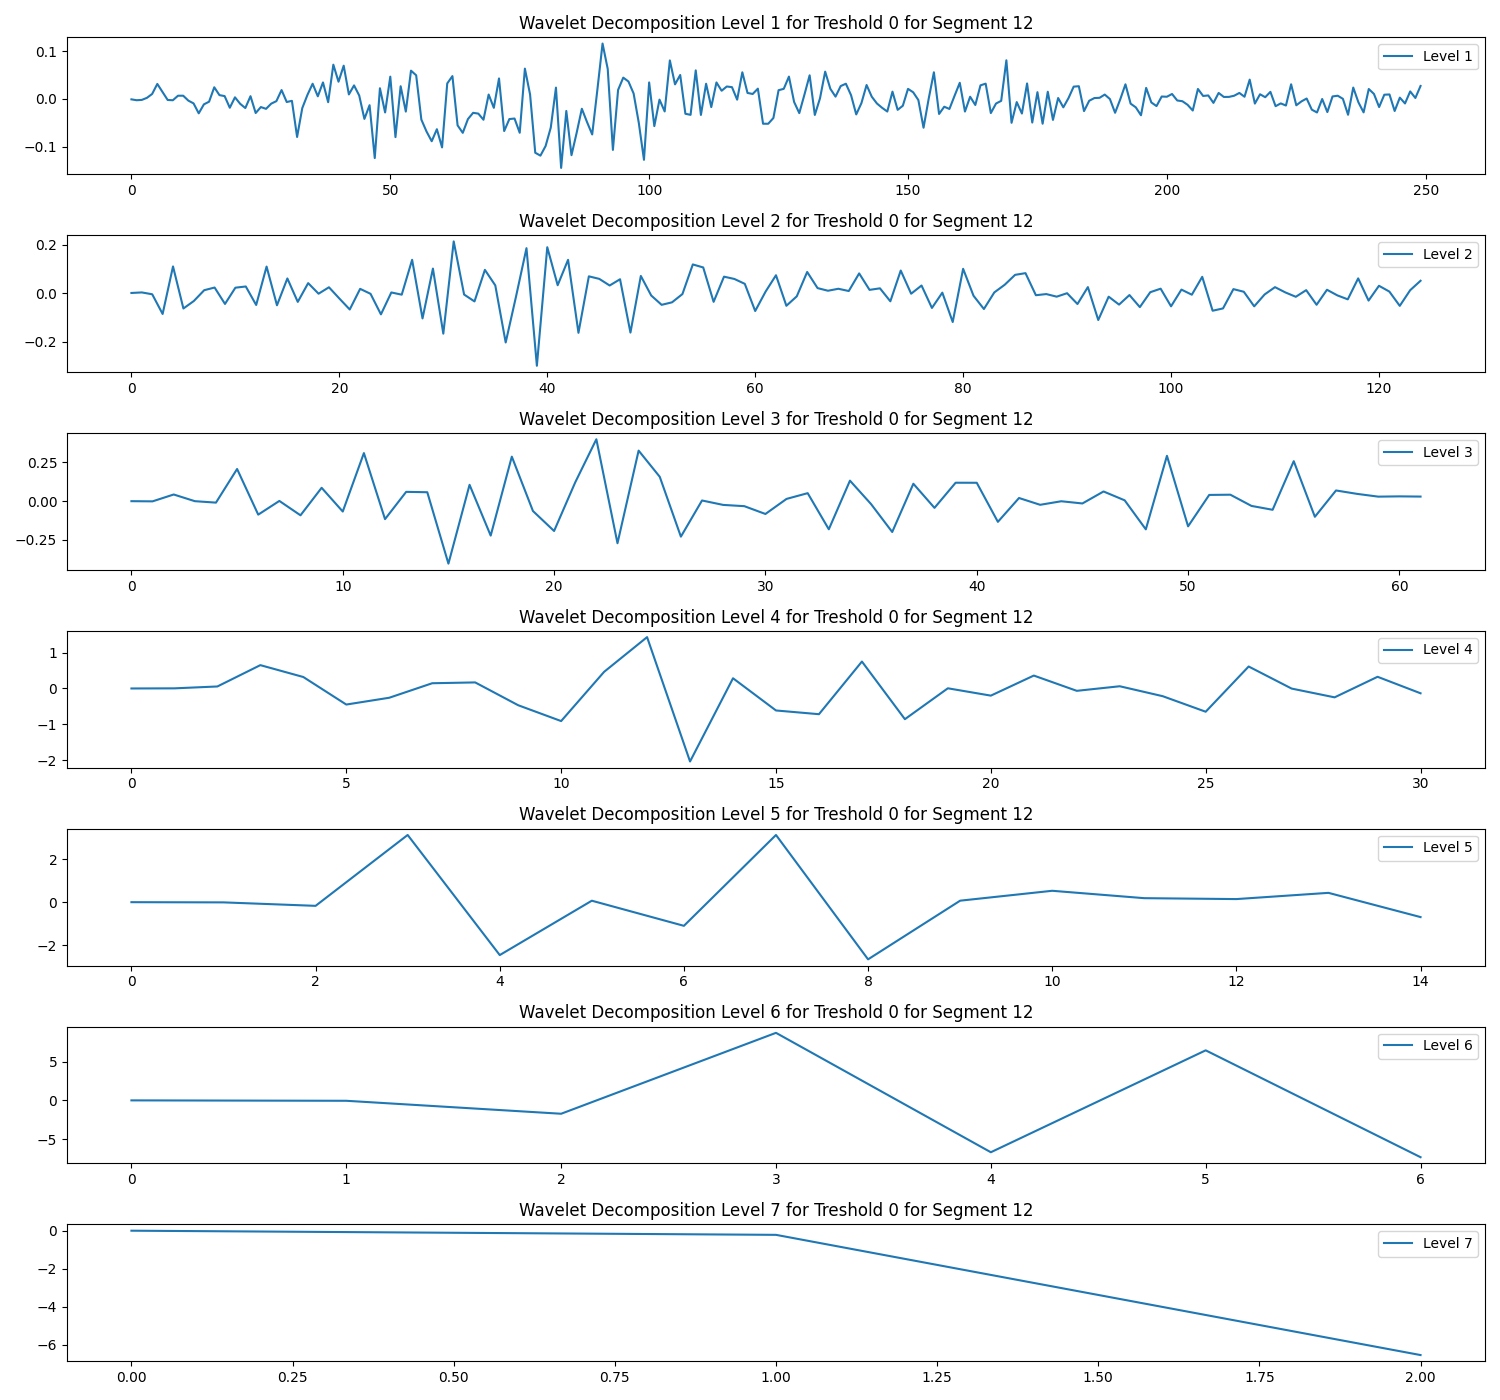 Wavelet Decomposition Level 1 for Treshold 0 for Segment 12
Level 1
0.1
0.0
−0.1
0 50 100 150 200 250
Wavelet Decomposition Level 2 for Treshold 0 for Segment 12
Level 2
0.2
0.0
−0.2
0 20 40 60 80 100 120
Wavelet Decomposition Level 3 for Treshold 0 for Segment 12
Level 3
0.25
0.00
−0.25
0 10 20 30 40 50 60
Wavelet Decomposition Level 4 for Treshold 0 for Segment 12
Level 4
1
0
−1
−2
0 5 10 15 20 25 30
Wavelet Decomposition Level 5 for Treshold 0 for Segment 12
Level 5
2
0
−2
0 2 4 6 8 10 12 14
Wavelet Decomposition Level 6 for Treshold 0 for Segment 12
Level 6
5
0
−5
0 1 2 3 4 5 6
Wavelet Decomposition Level 7 for Treshold 0 for Segment 12
Level 7
0
−2
−4
−6
0.00 0.25 0.50 0.75 1.00 1.25 1.50 1.75 2.00